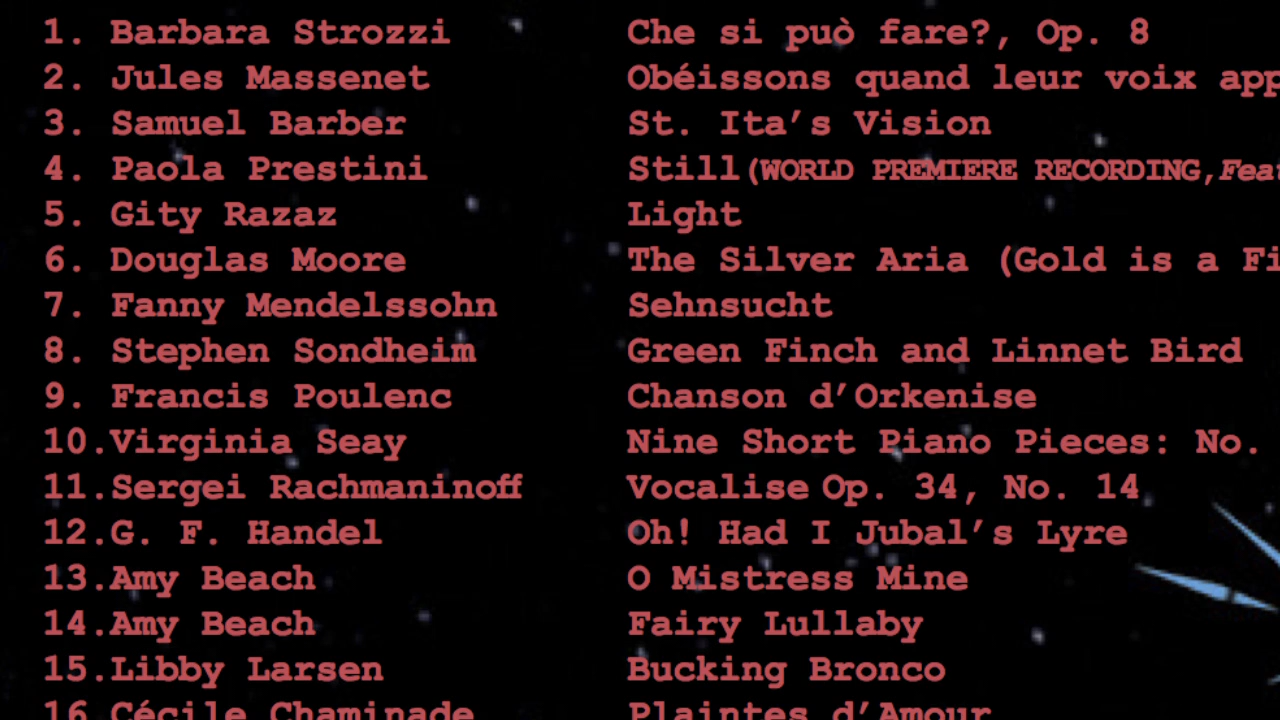 1. Barbara Strozzi Che si può fare?, Op. 8
2. Jules Massenet Obéissons quand leur voix app
3. Samuel Barber St. Ita’s Vision
4. Paola Prestini Still (WORLD PREMIERE RECORDING, Feat
5. Gity Razaz Light
6. Douglas Moore The Silver Aria (Gold is a Fi
7. Fanny Mendelssohn Sehnsucht
8. Stephen Sondheim Green Finch and Linnet Bird
9. Francis Poulenc Chanson d’Orkenise
10.Virginia Seay Nine Short Piano Pieces: No.
11.Sergei Rachmaninoff Vocalise Op. 34, No. 14
12.G. F. Handel Oh! Had I Jubal’s Lyre
13.Amy Beach O Mistress Mine
14.Amy Beach Fairy Lullaby
15.Libby Larsen Bucking Bronco
16 Cécile Chaminade Plaintes d’Amour